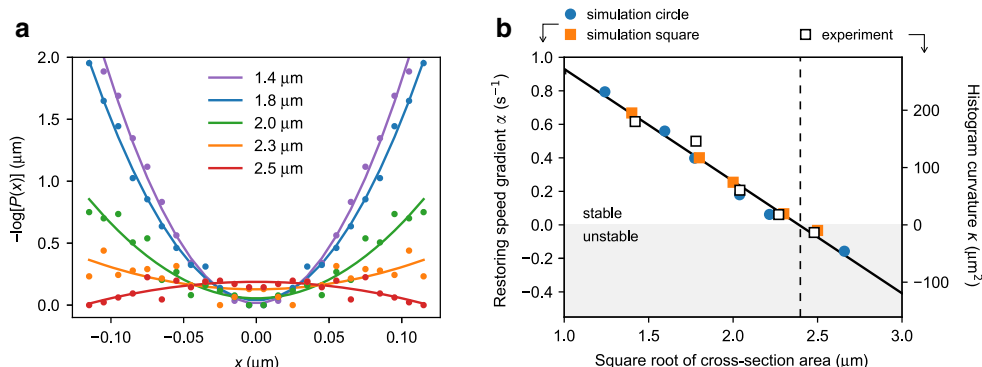 a
2.0
1.5
1.0
0.5
0.0
−log[P(x)] (μm)
1.4 μm
1.8 μm
2.0 μm
2.3 μm
2.5 μm
−0.10
−0.05
0.00
0.05
0.10
x (μm)
b
simulation circle
simulation square
experiment
1.0
0.8
0.6
0.4
0.2
0.0
−0.2
−0.4
Restoring speed gradient α (s⁻¹)
stable
unstable
200
100
0
−100
Histogram curvature κ (μm²)
1.0
1.5
2.0
2.5
3.0
Square root of cross-section area (μm)